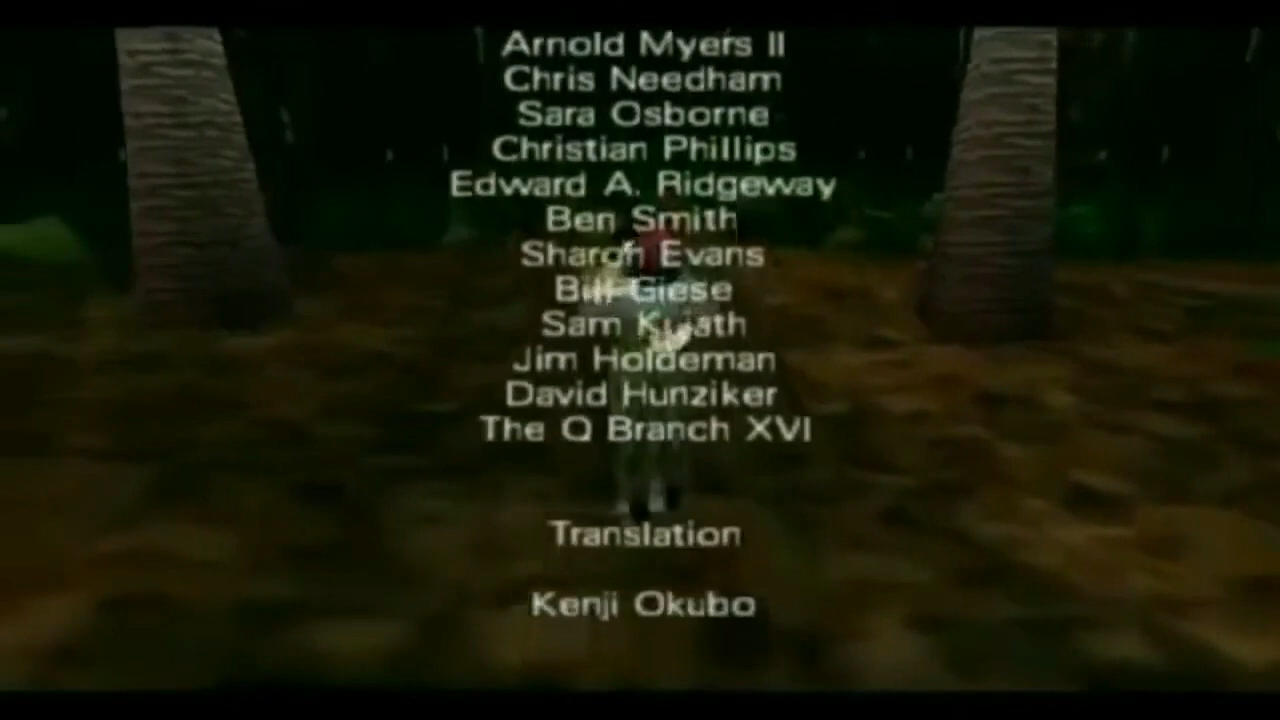 Arnold Myers II
Chris Needham
Sara Osborne
Christian Phillips
Edward A. Ridgeway
Ben Smith
Sharon Evans
Bill Giese
Sam
Jim Holdeman
David Hunziker
The Q Branch XVI
Translation
Kenji Okubo